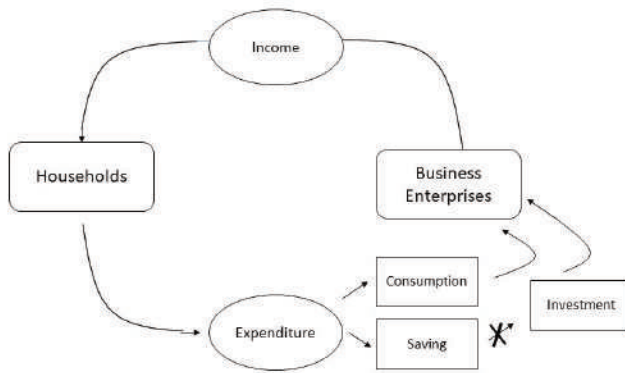 Income
Households
Business
Enterprises
Consumption
Investment
Expenditure
Saving